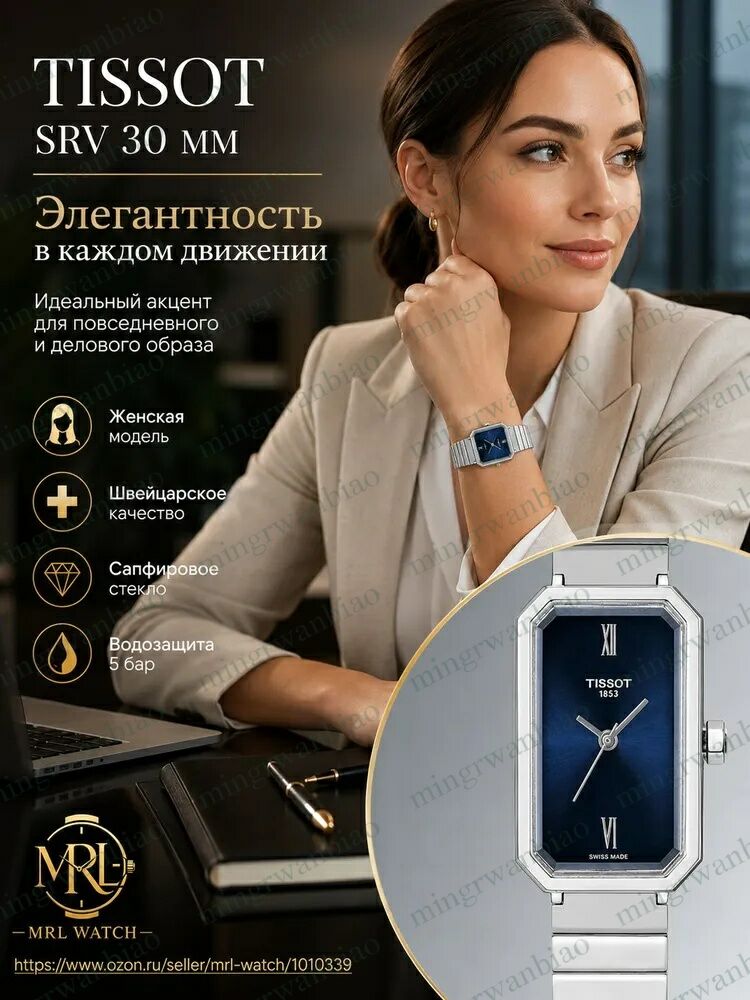 TISSOT
SRV 30 мм
Элегантность
в каждом движении
Идеальный акцент
для повседневного
и делового образа
Женская
модель
Швейцарское
качество
Сапфировое
стекло
Водозащита
5 бар
XII
TISSOT
1853
VI
SWISS MADE
MRL
MRL WATCH
https://www.ozon.ru/seller/mrl-watch/1010339
mingrwanbiao